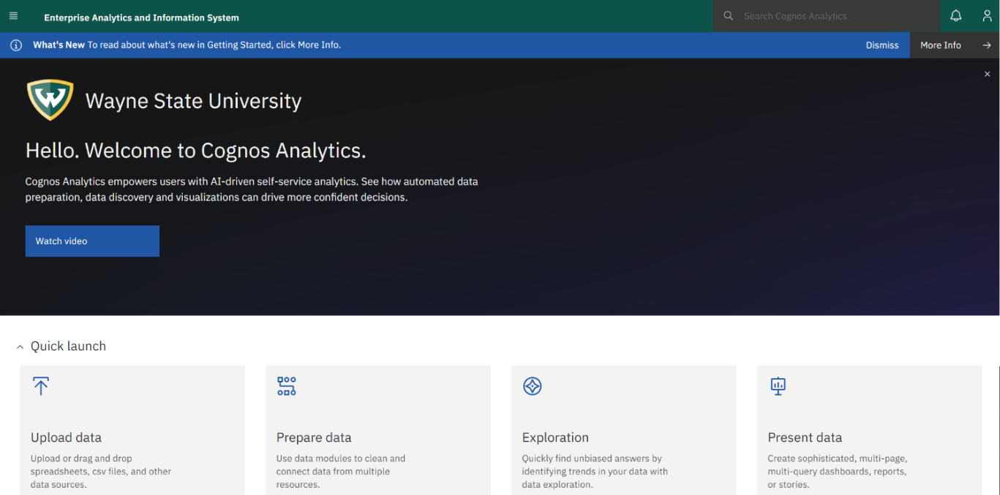 Enterprise Analytics and Information System
Search Cognos Analytics
What's New To read about what's new in Getting Started, click More Info.
Dismiss
More Info
W
Wayne State University
Hello. Welcome to Cognos Analytics.
Cognos Analytics empowers users with AI-driven self-service analytics. See how automated data
preparation, data discovery and visualizations can drive more confident decisions.
Watch video
Quick launch
Upload data
Upload or drag and drop
spreadsheets, csv files, and other
data sources.
Prepare data
Use data modules to clean and
connect data from multiple
resources.
Exploration
Quickly find unbiased answers by
identifying trends in your data with
data exploration.
Present data
Create sophisticated, multi-page,
multi-query dashboards, reports,
or stories.